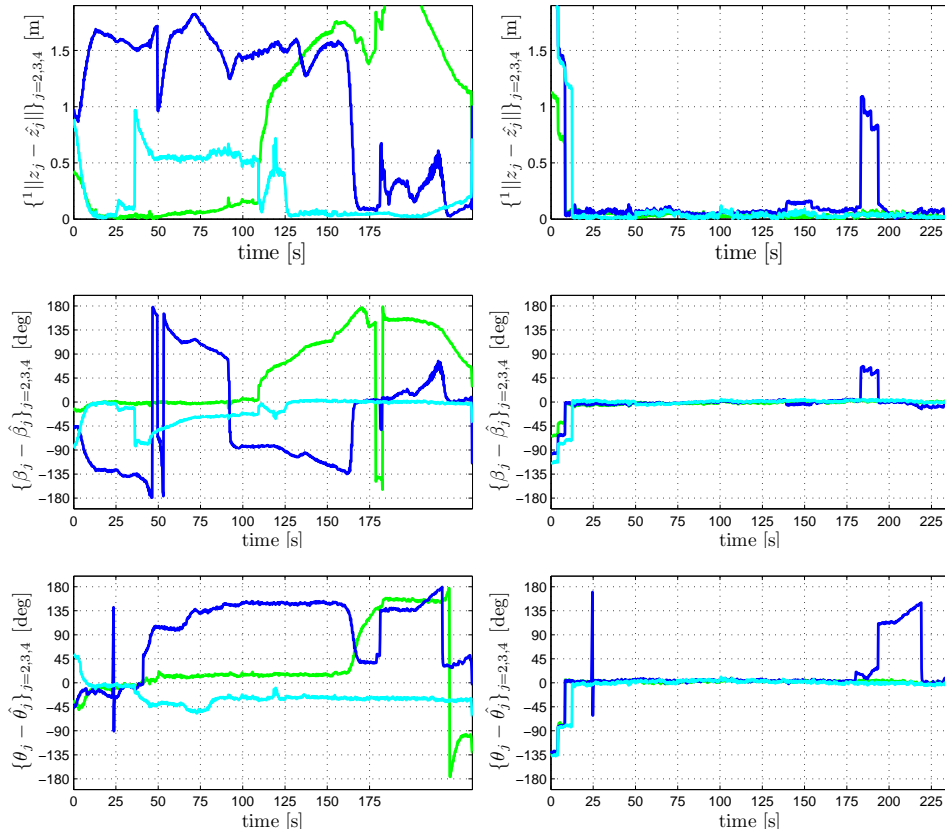 {¹||z_j − ẑ_j||}_{j=2,3,4} [m]
1.5
1
0.5
0
0 25 50 75 100 125 150 175
time [s]
{¹||z_j − ẑ_j||}_{j=2,3,4} [m]
1.5
1
0.5
0
0 25 50 75 100 125 150 175 200 225
time [s]
{β_j − β̂_j}_{j=2,3,4} [deg]
180
135
90
45
0
−45
−90
−135
−180
0 25 50 75 100 125 150 175
time [s]
{β_j − β̂_j}_{j=2,3,4} [deg]
180
135
90
45
0
−45
−90
−135
−180
0 25 50 75 100 125 150 175 200 225
time [s]
{θ_j − θ̂_j}_{j=2,3,4} [deg]
180
135
90
45
0
−45
−90
−135
−180
0 25 50 75 100 125 150 175
time [s]
{θ_j − θ̂_j}_{j=2,3,4} [deg]
180
135
90
45
0
−45
−90
−135
−180
0 25 50 75 100 125 150 175 200 225
time [s]